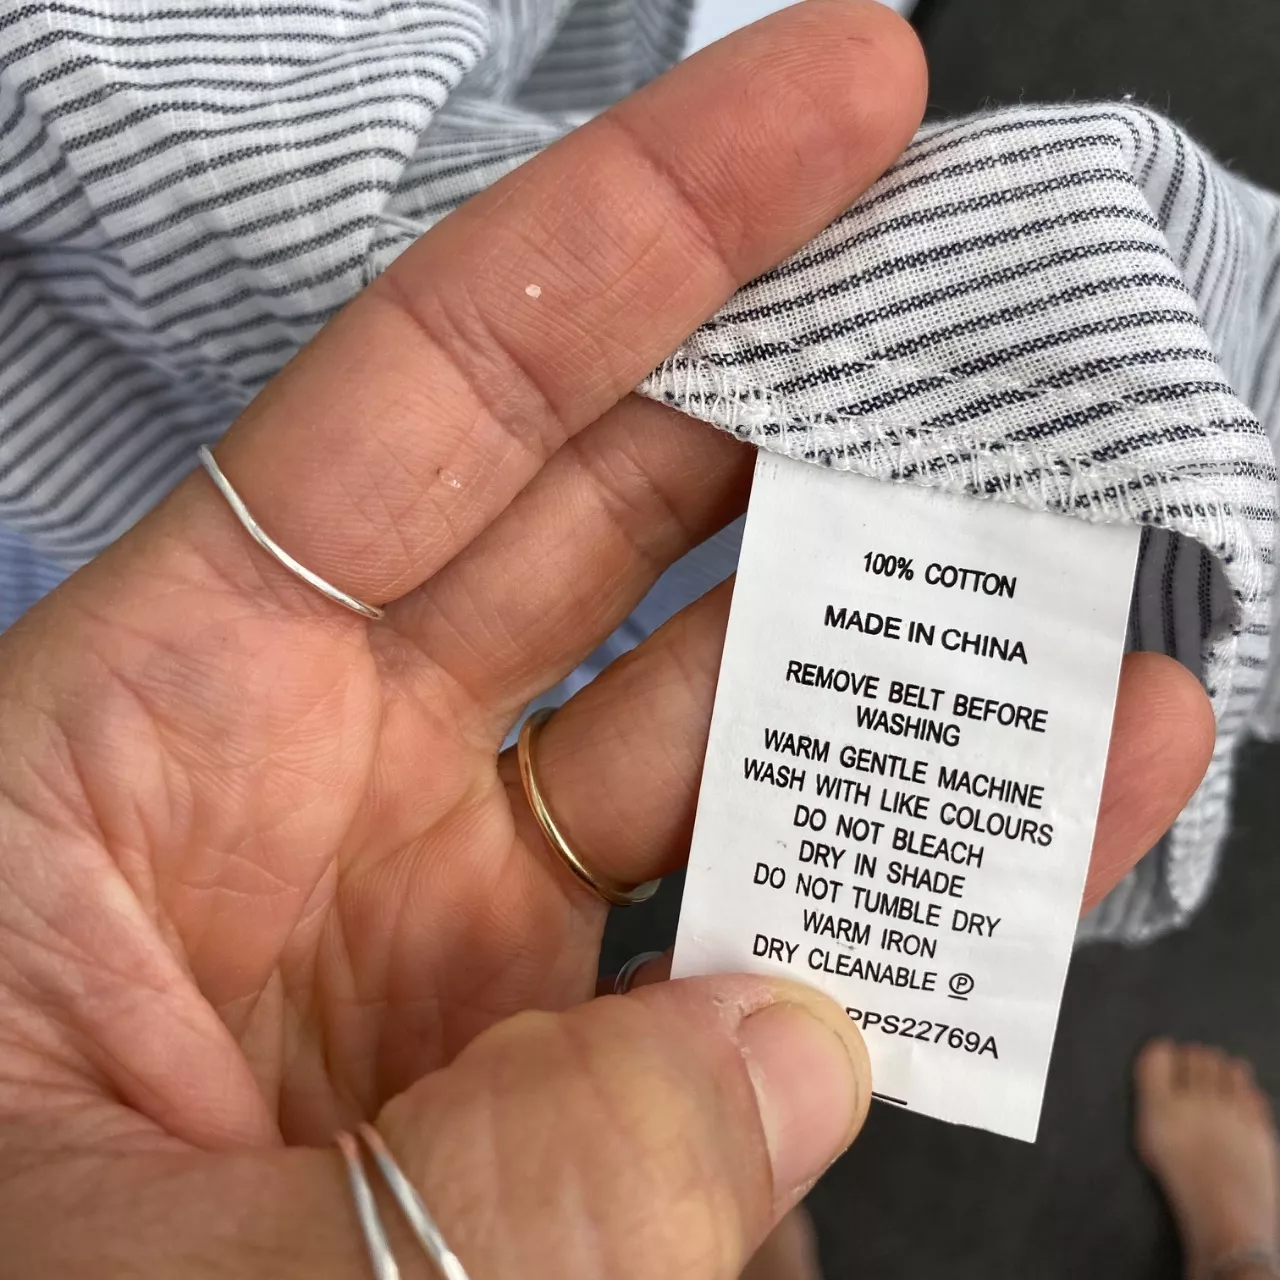 100% COTTON
MADE IN CHINA
REMOVE BELT BEFORE
WASHING
WARM GENTLE MACHINE
WASH WITH LIKE COLOURS
DO NOT BLEACH
DRY IN SHADE
DO NOT TUMBLE DRY
WARM IRON
DRY CLEANABLE Ⓟ
PPS22769A